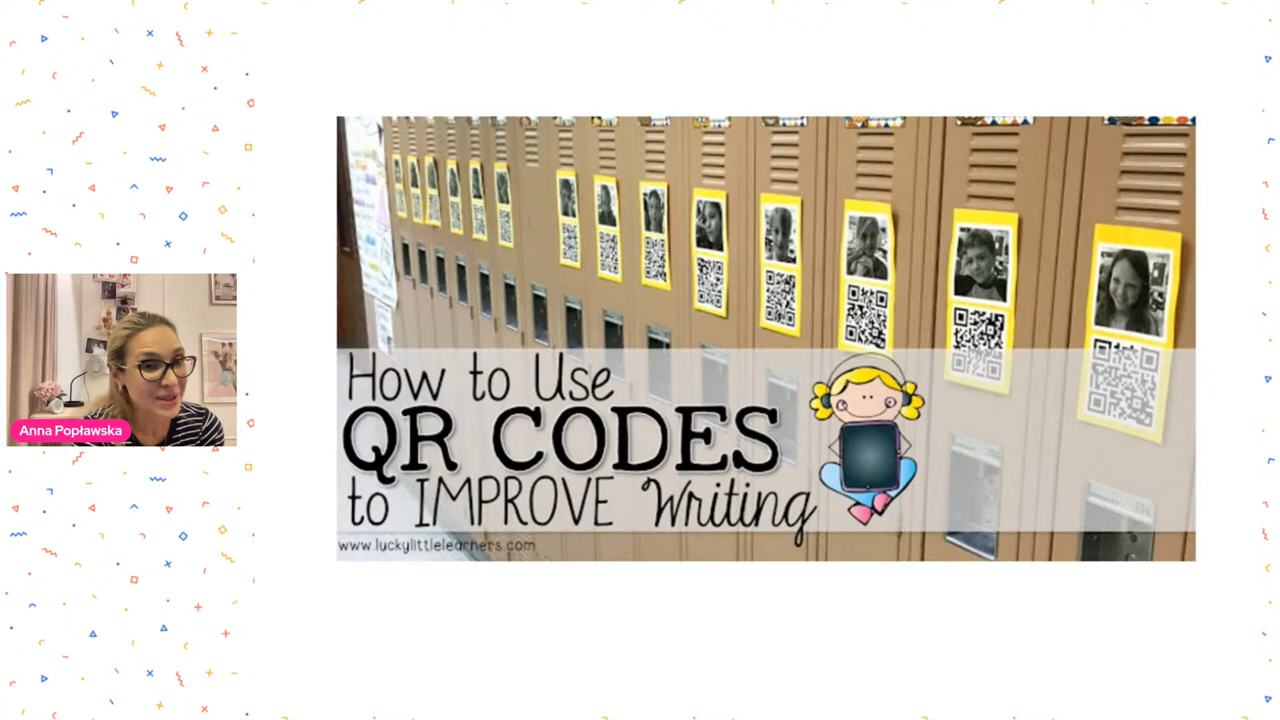 Anna Popławska
How to Use
QR CODES
to IMPROVE Writing
www.luckylittlelearners.com